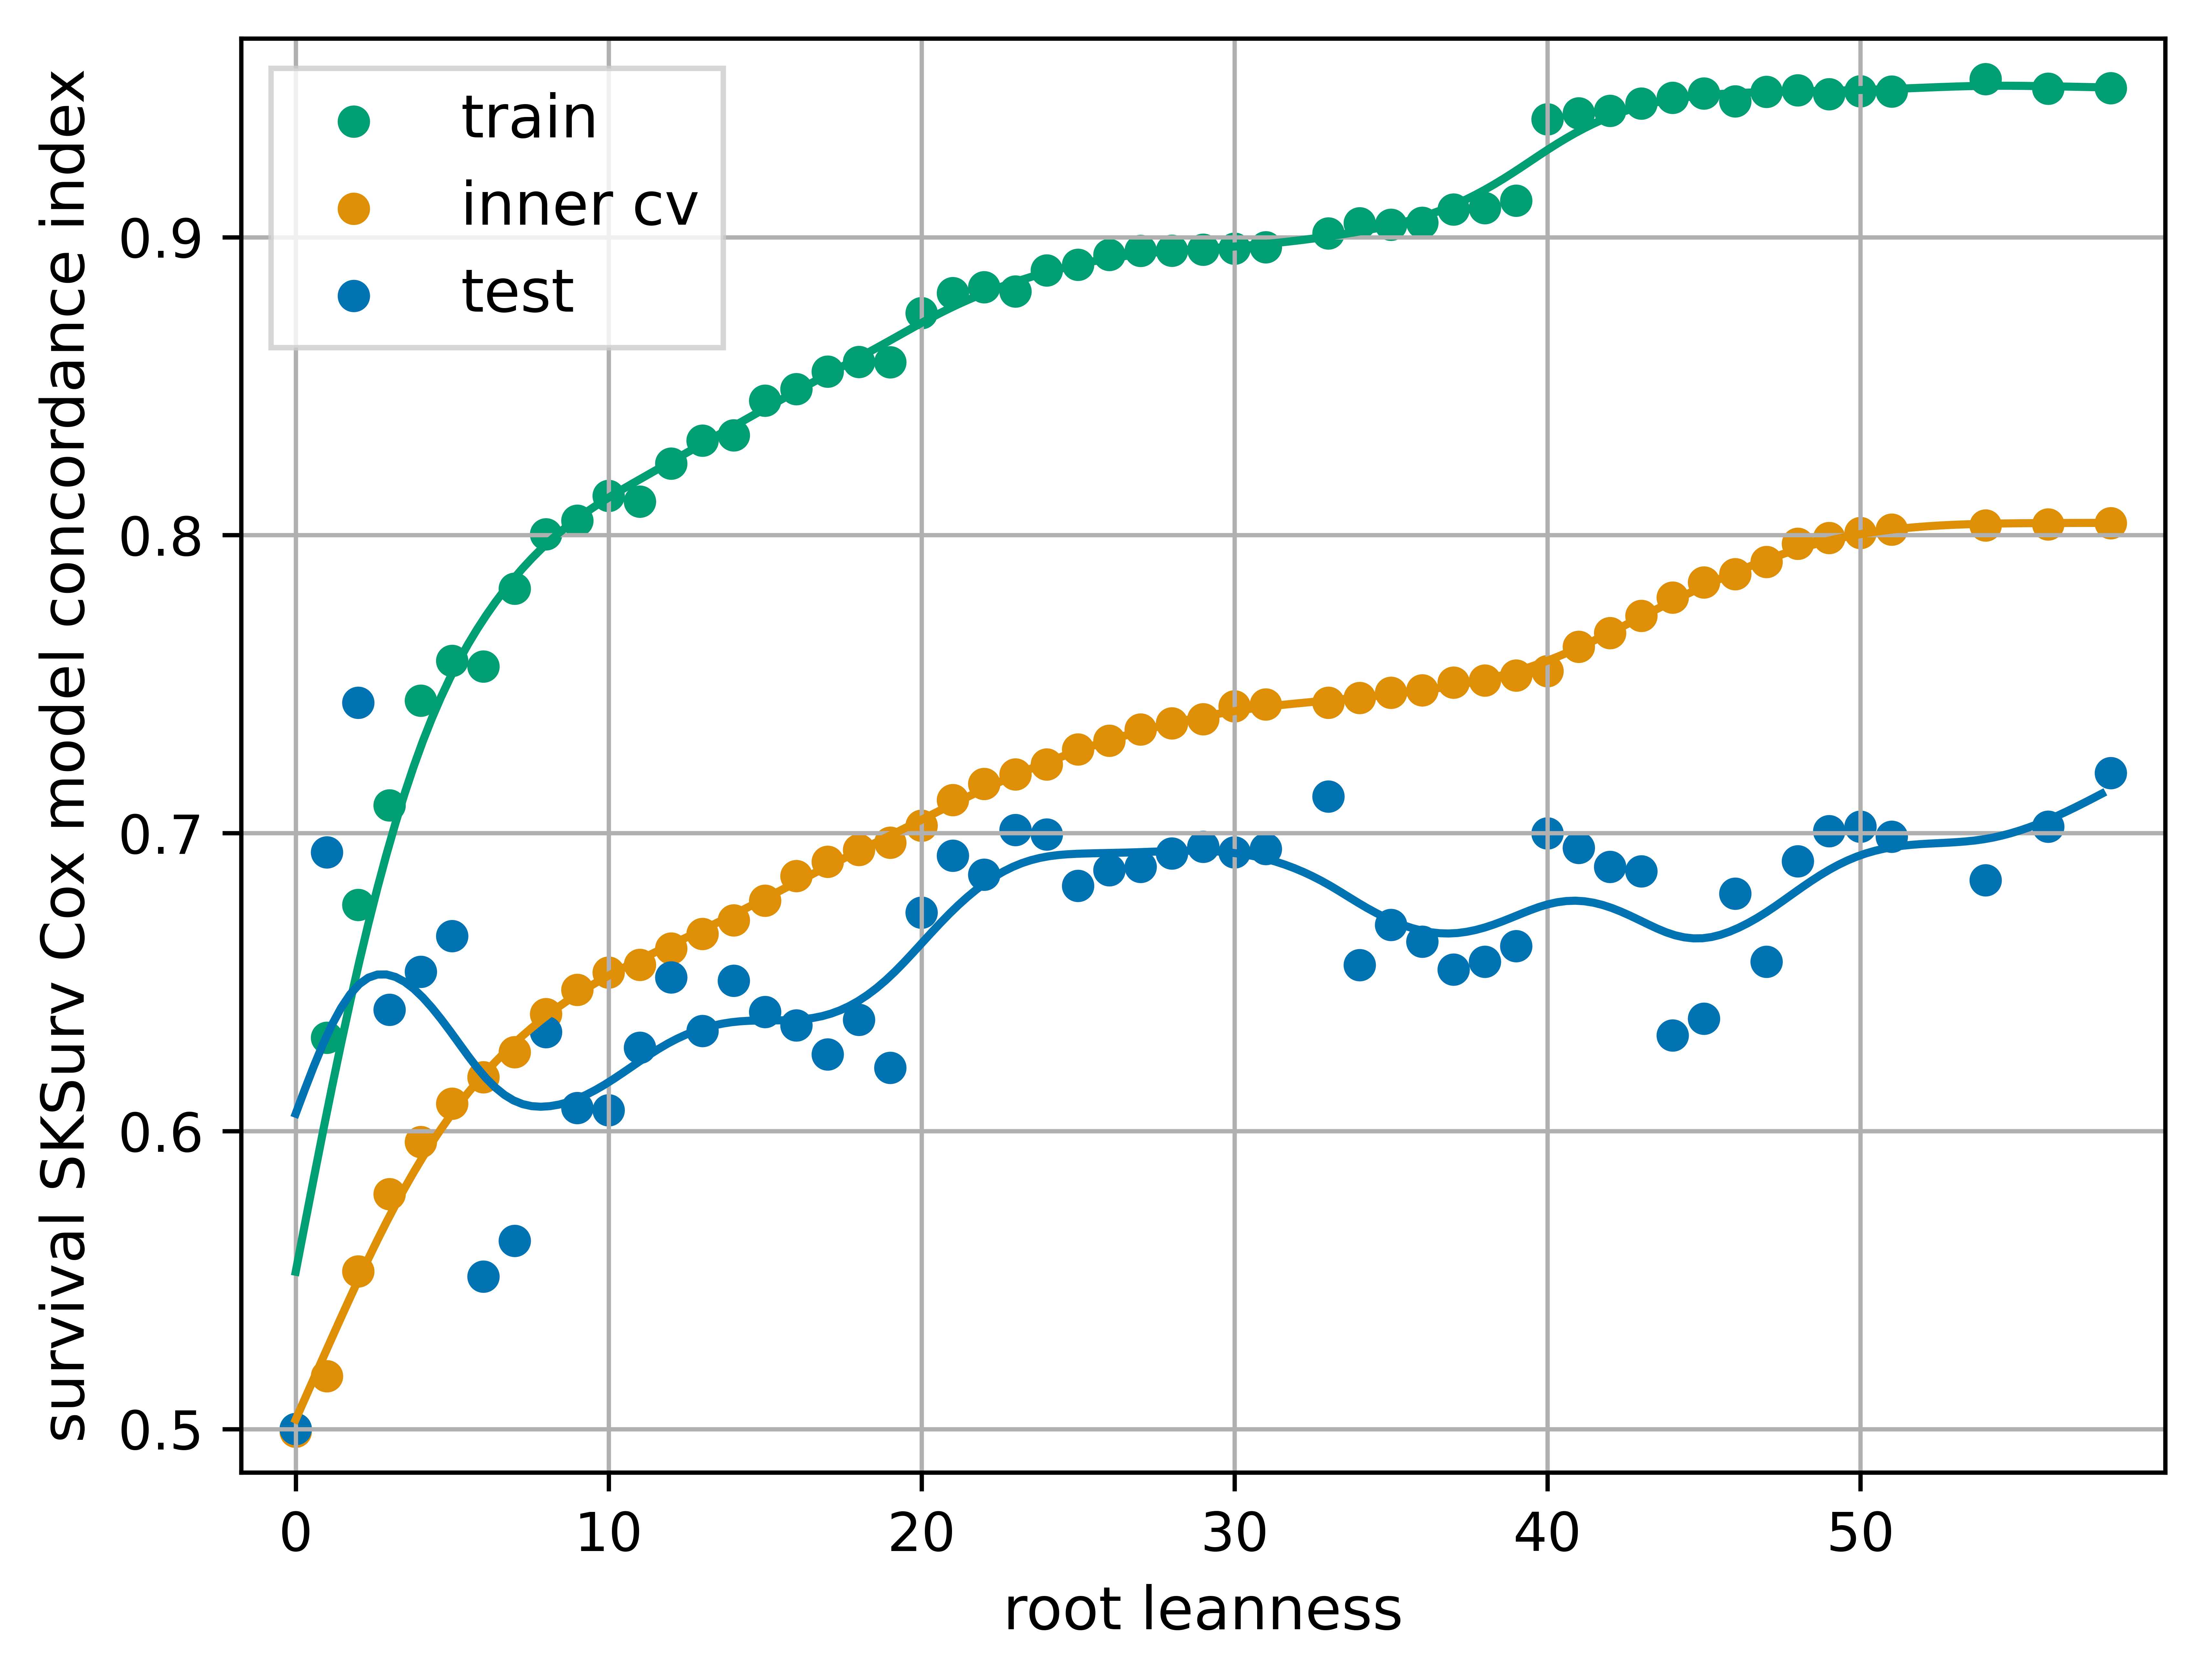 survival SKSurv Cox model concordance index
train
inner cv
test
0.9
0.8
0.7
0.6
0.5
0 10 20 30 40 50
root leanness